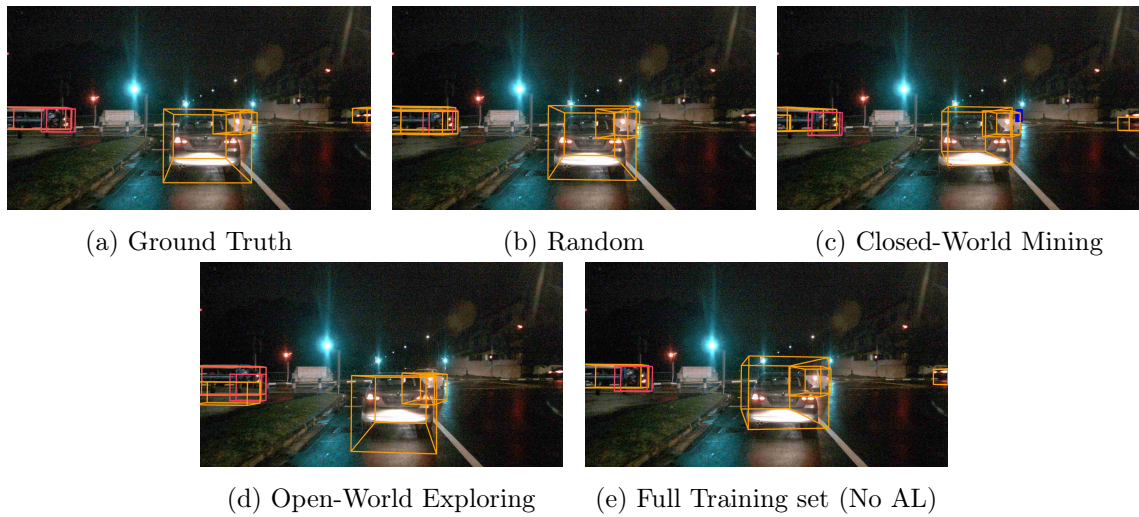 (a) Ground Truth
(b) Random
(c) Closed-World Mining
(d) Open-World Exploring
(e) Full Training set (No AL)